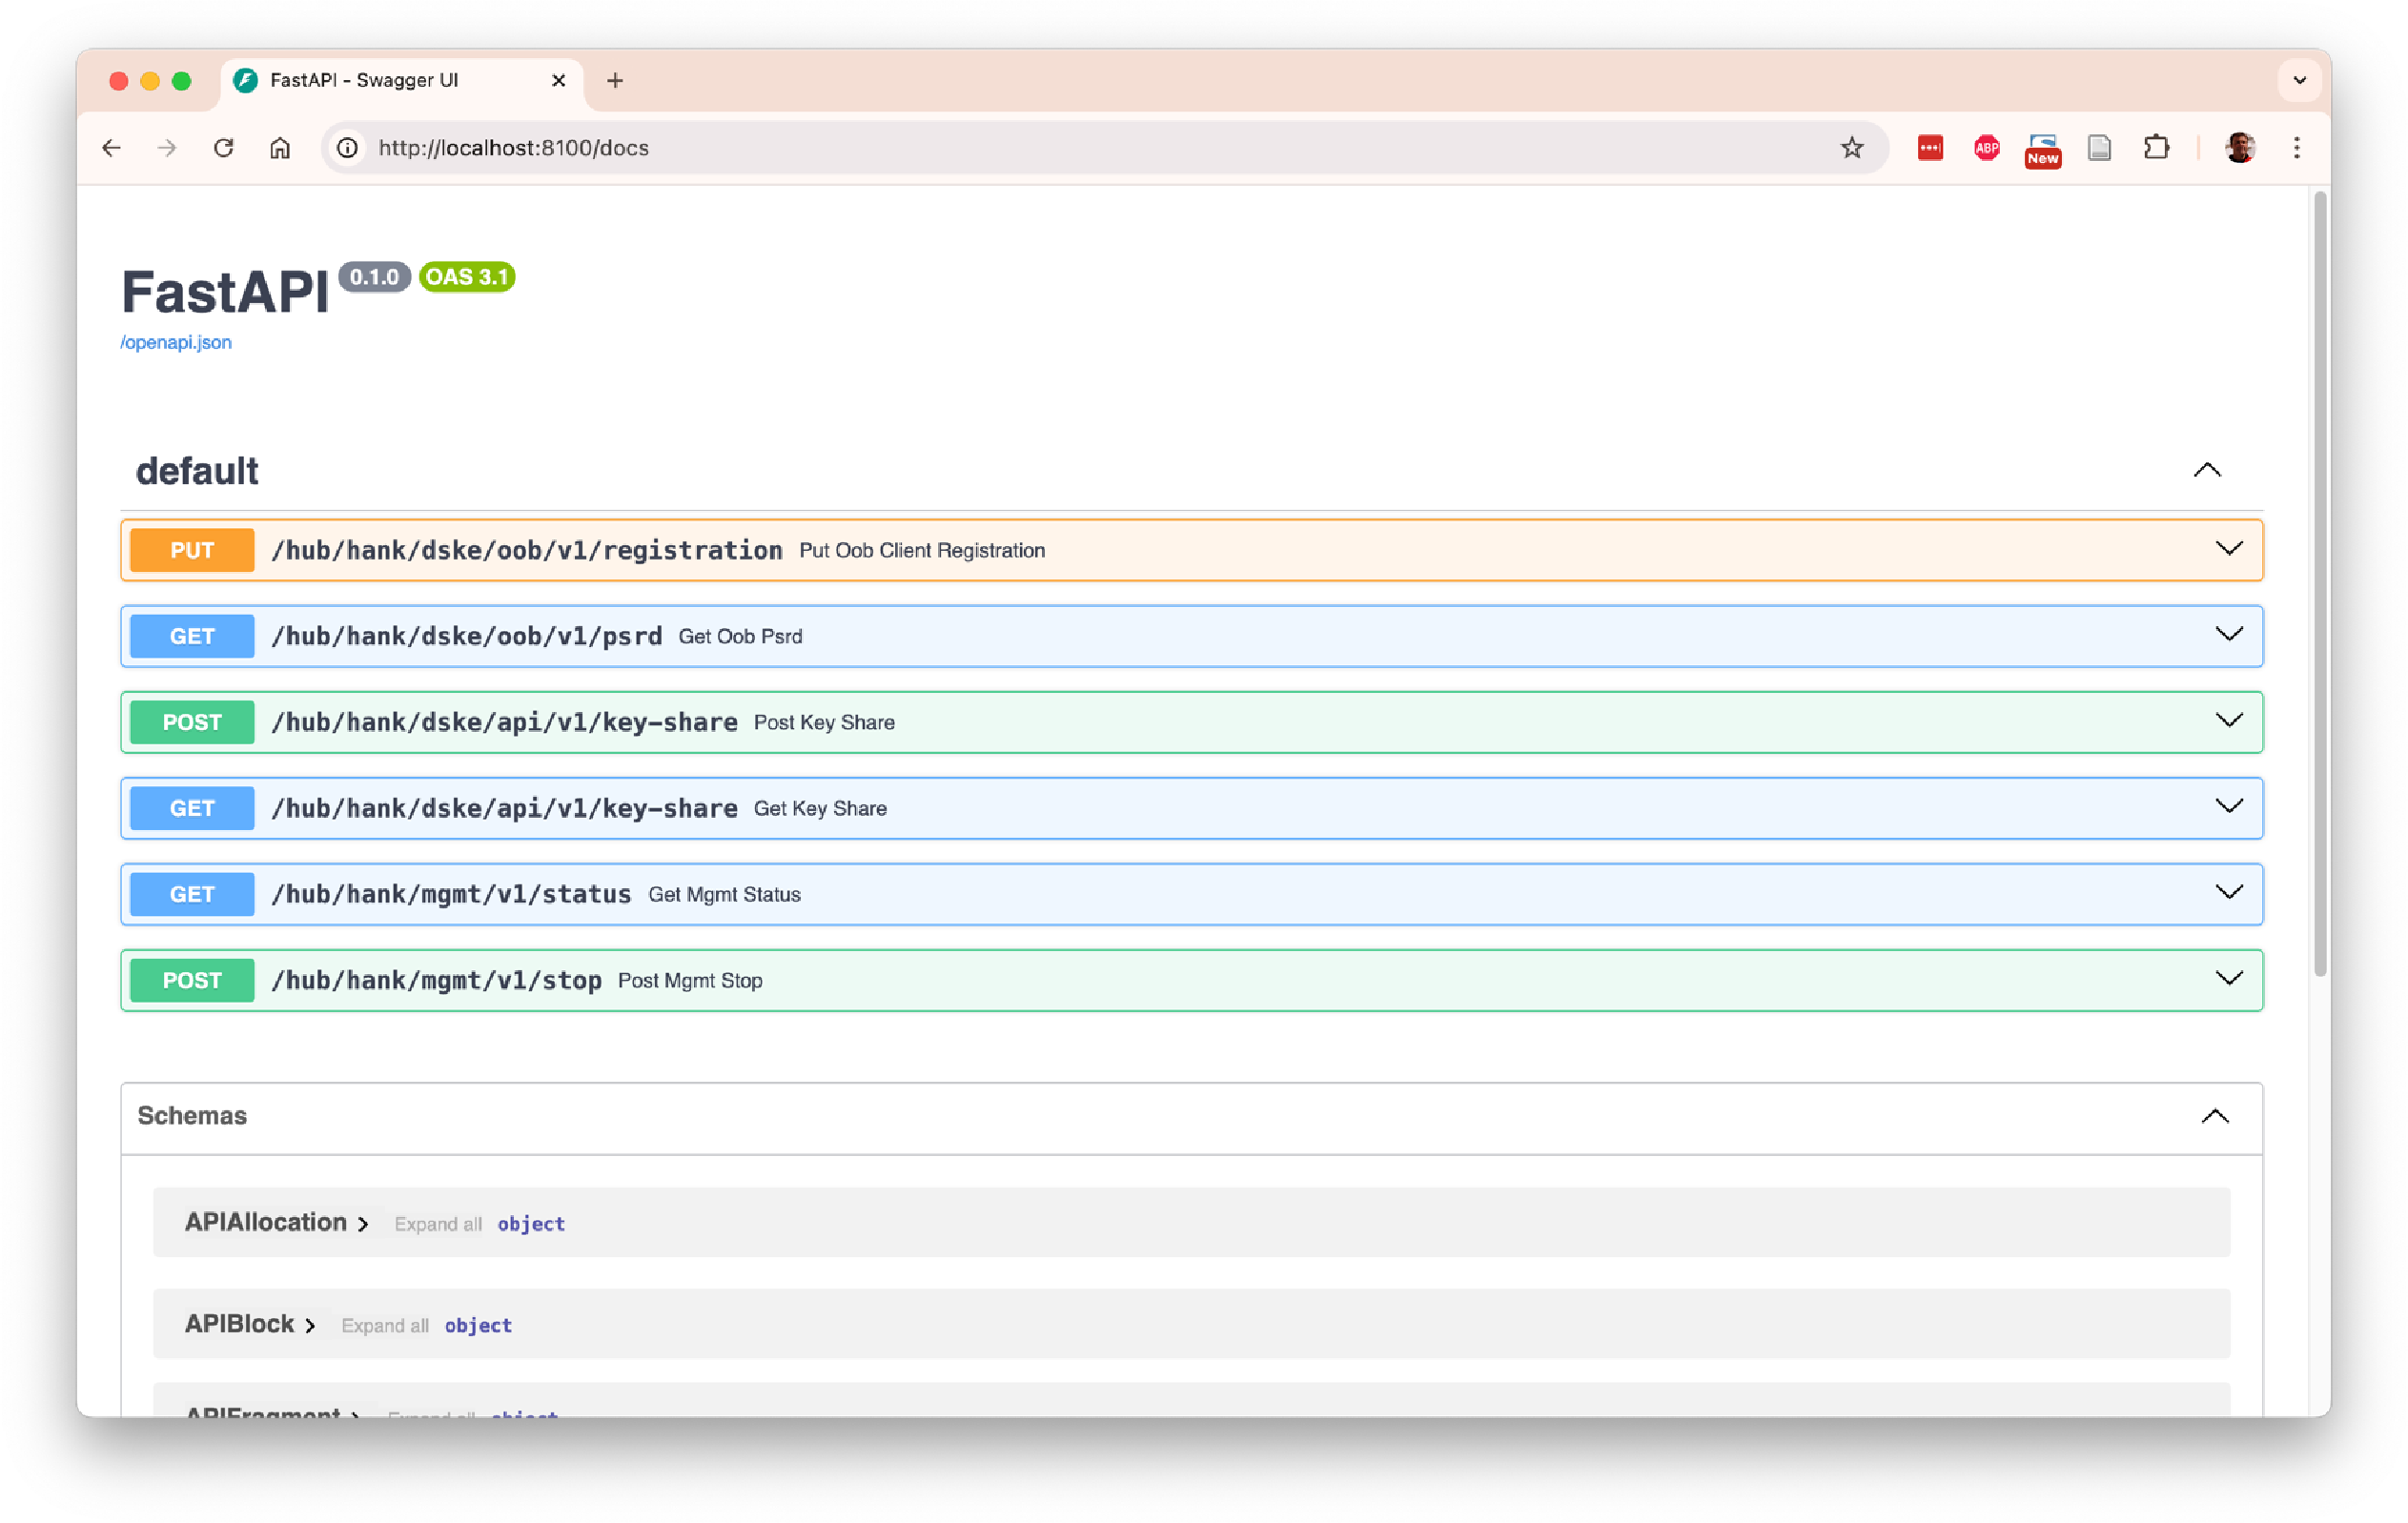 FastAPI - Swagger UI
http://localhost:8100/docs
ABP
New
FastAPI 0.1.0 OAS 3.1
/openapi.json
default
PUT /hub/hank/dske/oob/v1/registration Put Oob Client Registration
GET /hub/hank/dske/oob/v1/psrd Get Oob Psrd
POST /hub/hank/dske/api/v1/key-share Post Key Share
GET /hub/hank/dske/api/v1/key-share Get Key Share
GET /hub/hank/mgmt/v1/status Get Mgmt Status
POST /hub/hank/mgmt/v1/stop Post Mgmt Stop
Schemas
APIAllocation Expand all object
APIBlock Expand all object
APIFragment Expand all object